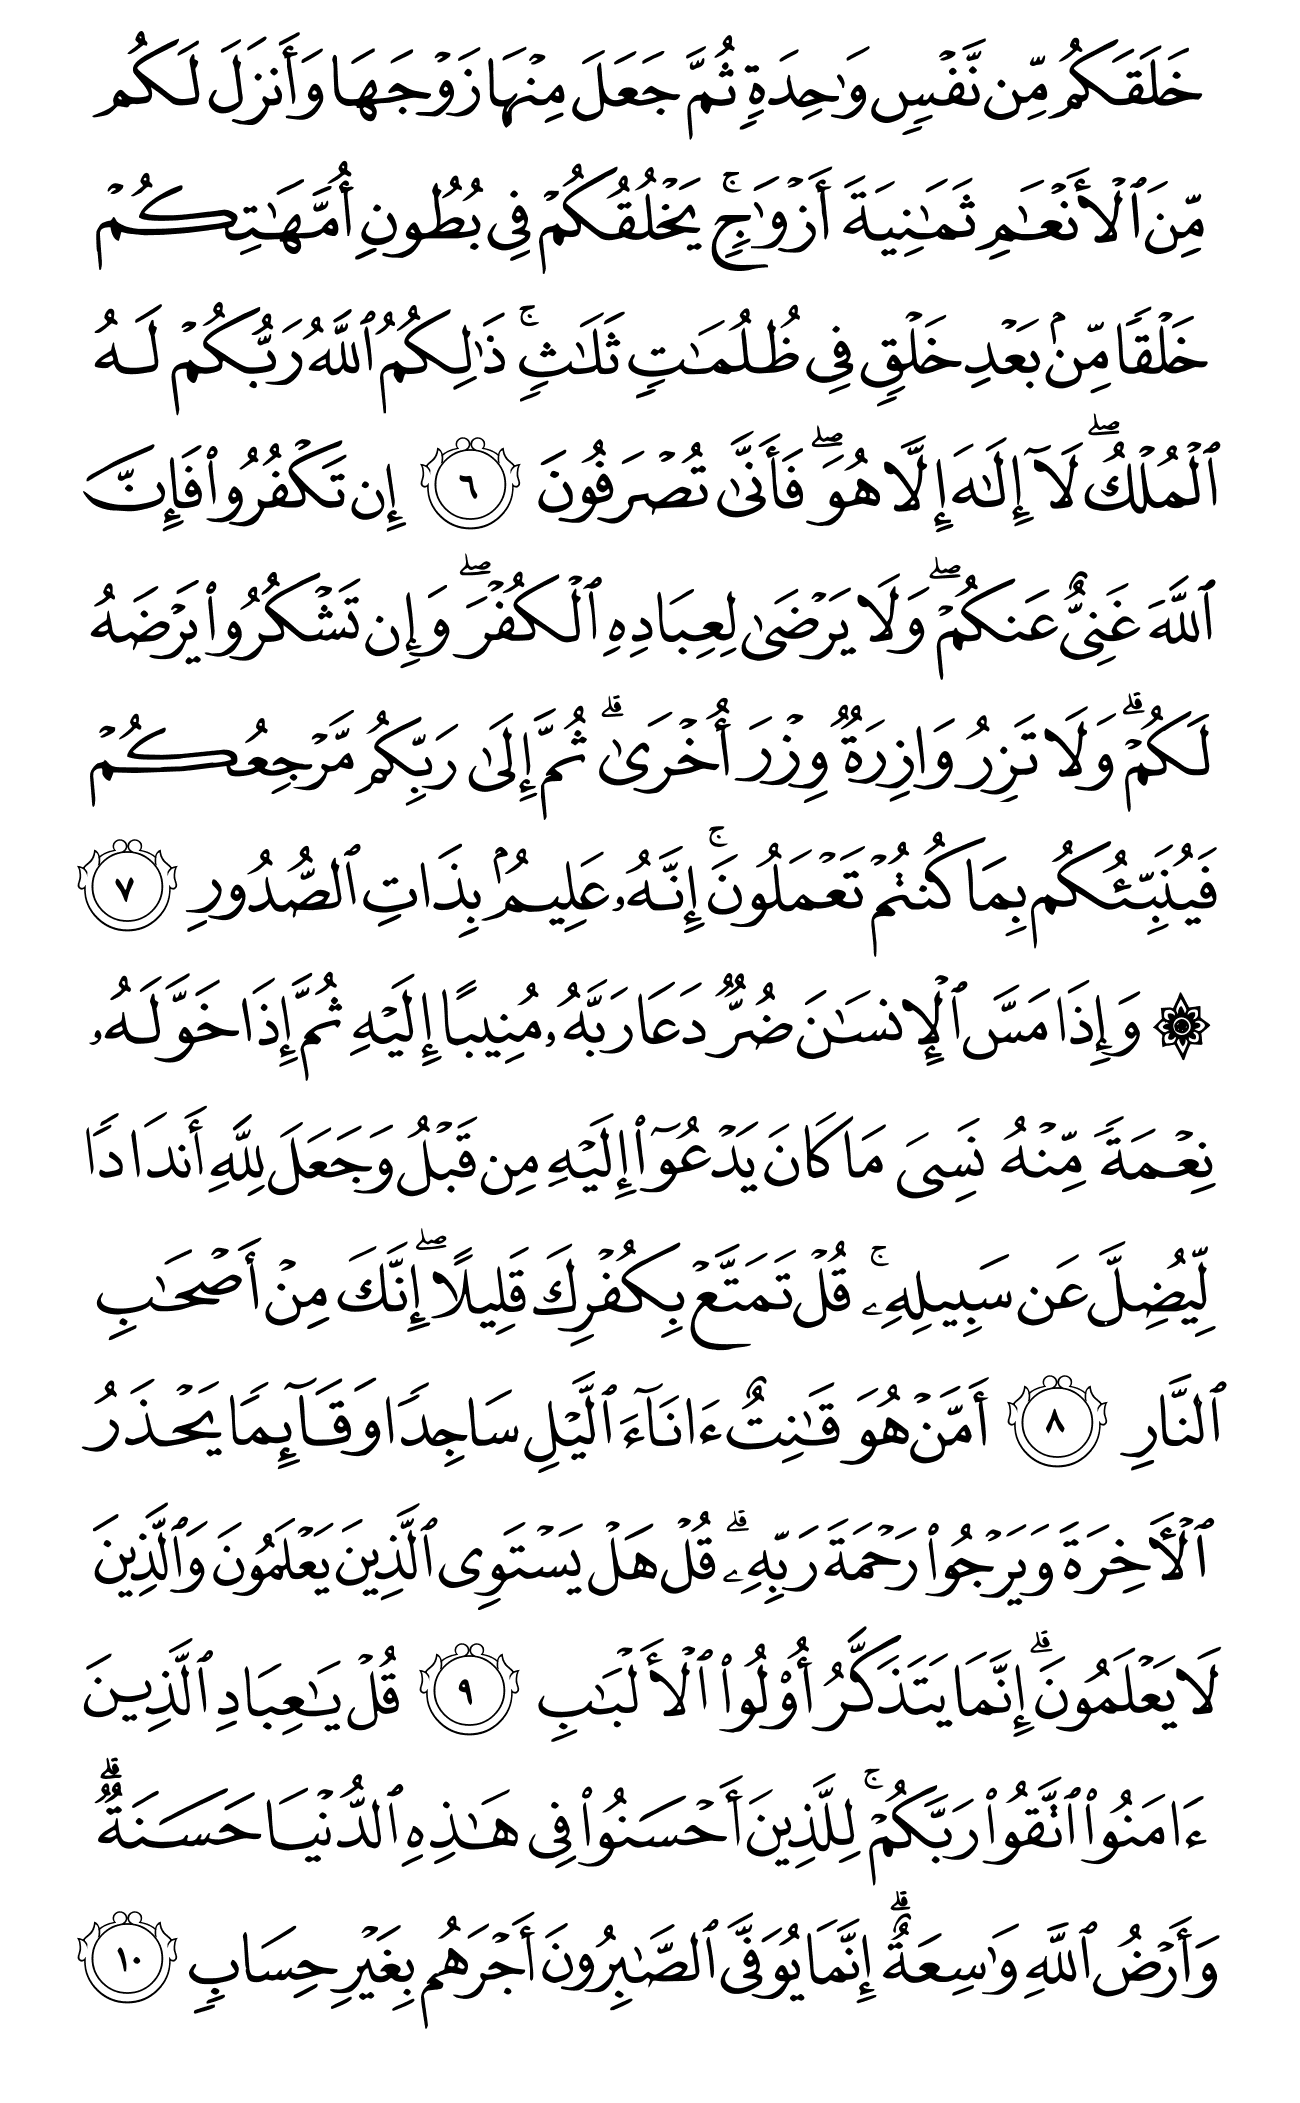 خَلَقَكُم مِّن نَّفْسٍ وَٰحِدَةٍ ثُمَّ جَعَلَ مِنْهَا زَوْجَهَا وَأَنزَلَ لَكُم
مِّنَ ٱلْأَنْعَـٰمِ ثَمَـٰنِيَةَ أَزْوَٰجٍ ۚ يَخْلُقُكُمْ فِى بُطُونِ أُمَّهَـٰتِكُمْ
خَلْقًا مِّنۢ بَعْدِ خَلْقٍ فِى ظُلُمَـٰتٍ ثَلَـٰثٍ ۚ ذَٰلِكُمُ ٱللَّهُ رَبُّكُمْ لَهُ
ٱلْمُلْكُ ۖ لَآ إِلَـٰهَ إِلَّا هُوَ ۖ فَأَنَّىٰ تُصْرَفُونَ ٦ إِن تَكْفُرُوا۟ فَإِنَّ
ٱللَّهَ غَنِىٌّ عَنكُمْ ۖ وَلَا يَرْضَىٰ لِعِبَادِهِ ٱلْكُفْرَ ۖ وَإِن تَشْكُرُوا۟ يَرْضَهُ
لَكُمْ ۗ وَلَا تَزِرُ وَازِرَةٌ وِزْرَ أُخْرَىٰ ۗ ثُمَّ إِلَىٰ رَبِّكُم مَّرْجِعُكُمْ
فَيُنَبِّئُكُم بِمَا كُنتُمْ تَعْمَلُونَ ۚ إِنَّهُۥ عَلِيمٌۢ بِذَاتِ ٱلصُّدُورِ ٧
۞ وَإِذَا مَسَّ ٱلْإِنسَـٰنَ ضُرٌّ دَعَا رَبَّهُۥ مُنِيبًا إِلَيْهِ ثُمَّ إِذَا خَوَّلَهُۥ
نِعْمَةً مِّنْهُ نَسِىَ مَا كَانَ يَدْعُوٓا۟ إِلَيْهِ مِن قَبْلُ وَجَعَلَ لِلَّهِ أَندَادًا
لِّيُضِلَّ عَن سَبِيلِهِۦ ۚ قُلْ تَمَتَّعْ بِكُفْرِكَ قَلِيلًا ۖ إِنَّكَ مِنْ أَصْحَـٰبِ
ٱلنَّارِ ٨ أَمَّنْ هُوَ قَـٰنِتٌ ءَانَآءَ ٱلَّيْلِ سَاجِدًا وَقَآئِمًا يَحْذَرُ
ٱلْـَٔاخِرَةَ وَيَرْجُوا۟ رَحْمَةَ رَبِّهِۦ ۗ قُلْ هَلْ يَسْتَوِى ٱلَّذِينَ يَعْلَمُونَ وَٱلَّذِينَ
لَا يَعْلَمُونَ ۗ إِنَّمَا يَتَذَكَّرُ أُو۟لُوا۟ ٱلْأَلْبَـٰبِ ٩ قُلْ يَـٰعِبَادِ ٱلَّذِينَ
ءَامَنُوا۟ ٱتَّقُوا۟ رَبَّكُمْ ۚ لِلَّذِينَ أَحْسَنُوا۟ فِى هَـٰذِهِ ٱلدُّنْيَا حَسَنَةٌ ۗ
وَأَرْضُ ٱللَّهِ وَٰسِعَةٌ ۗ إِنَّمَا يُوَفَّى ٱلصَّـٰبِرُونَ أَجْرَهُم بِغَيْرِ حِسَابٍ ١٠